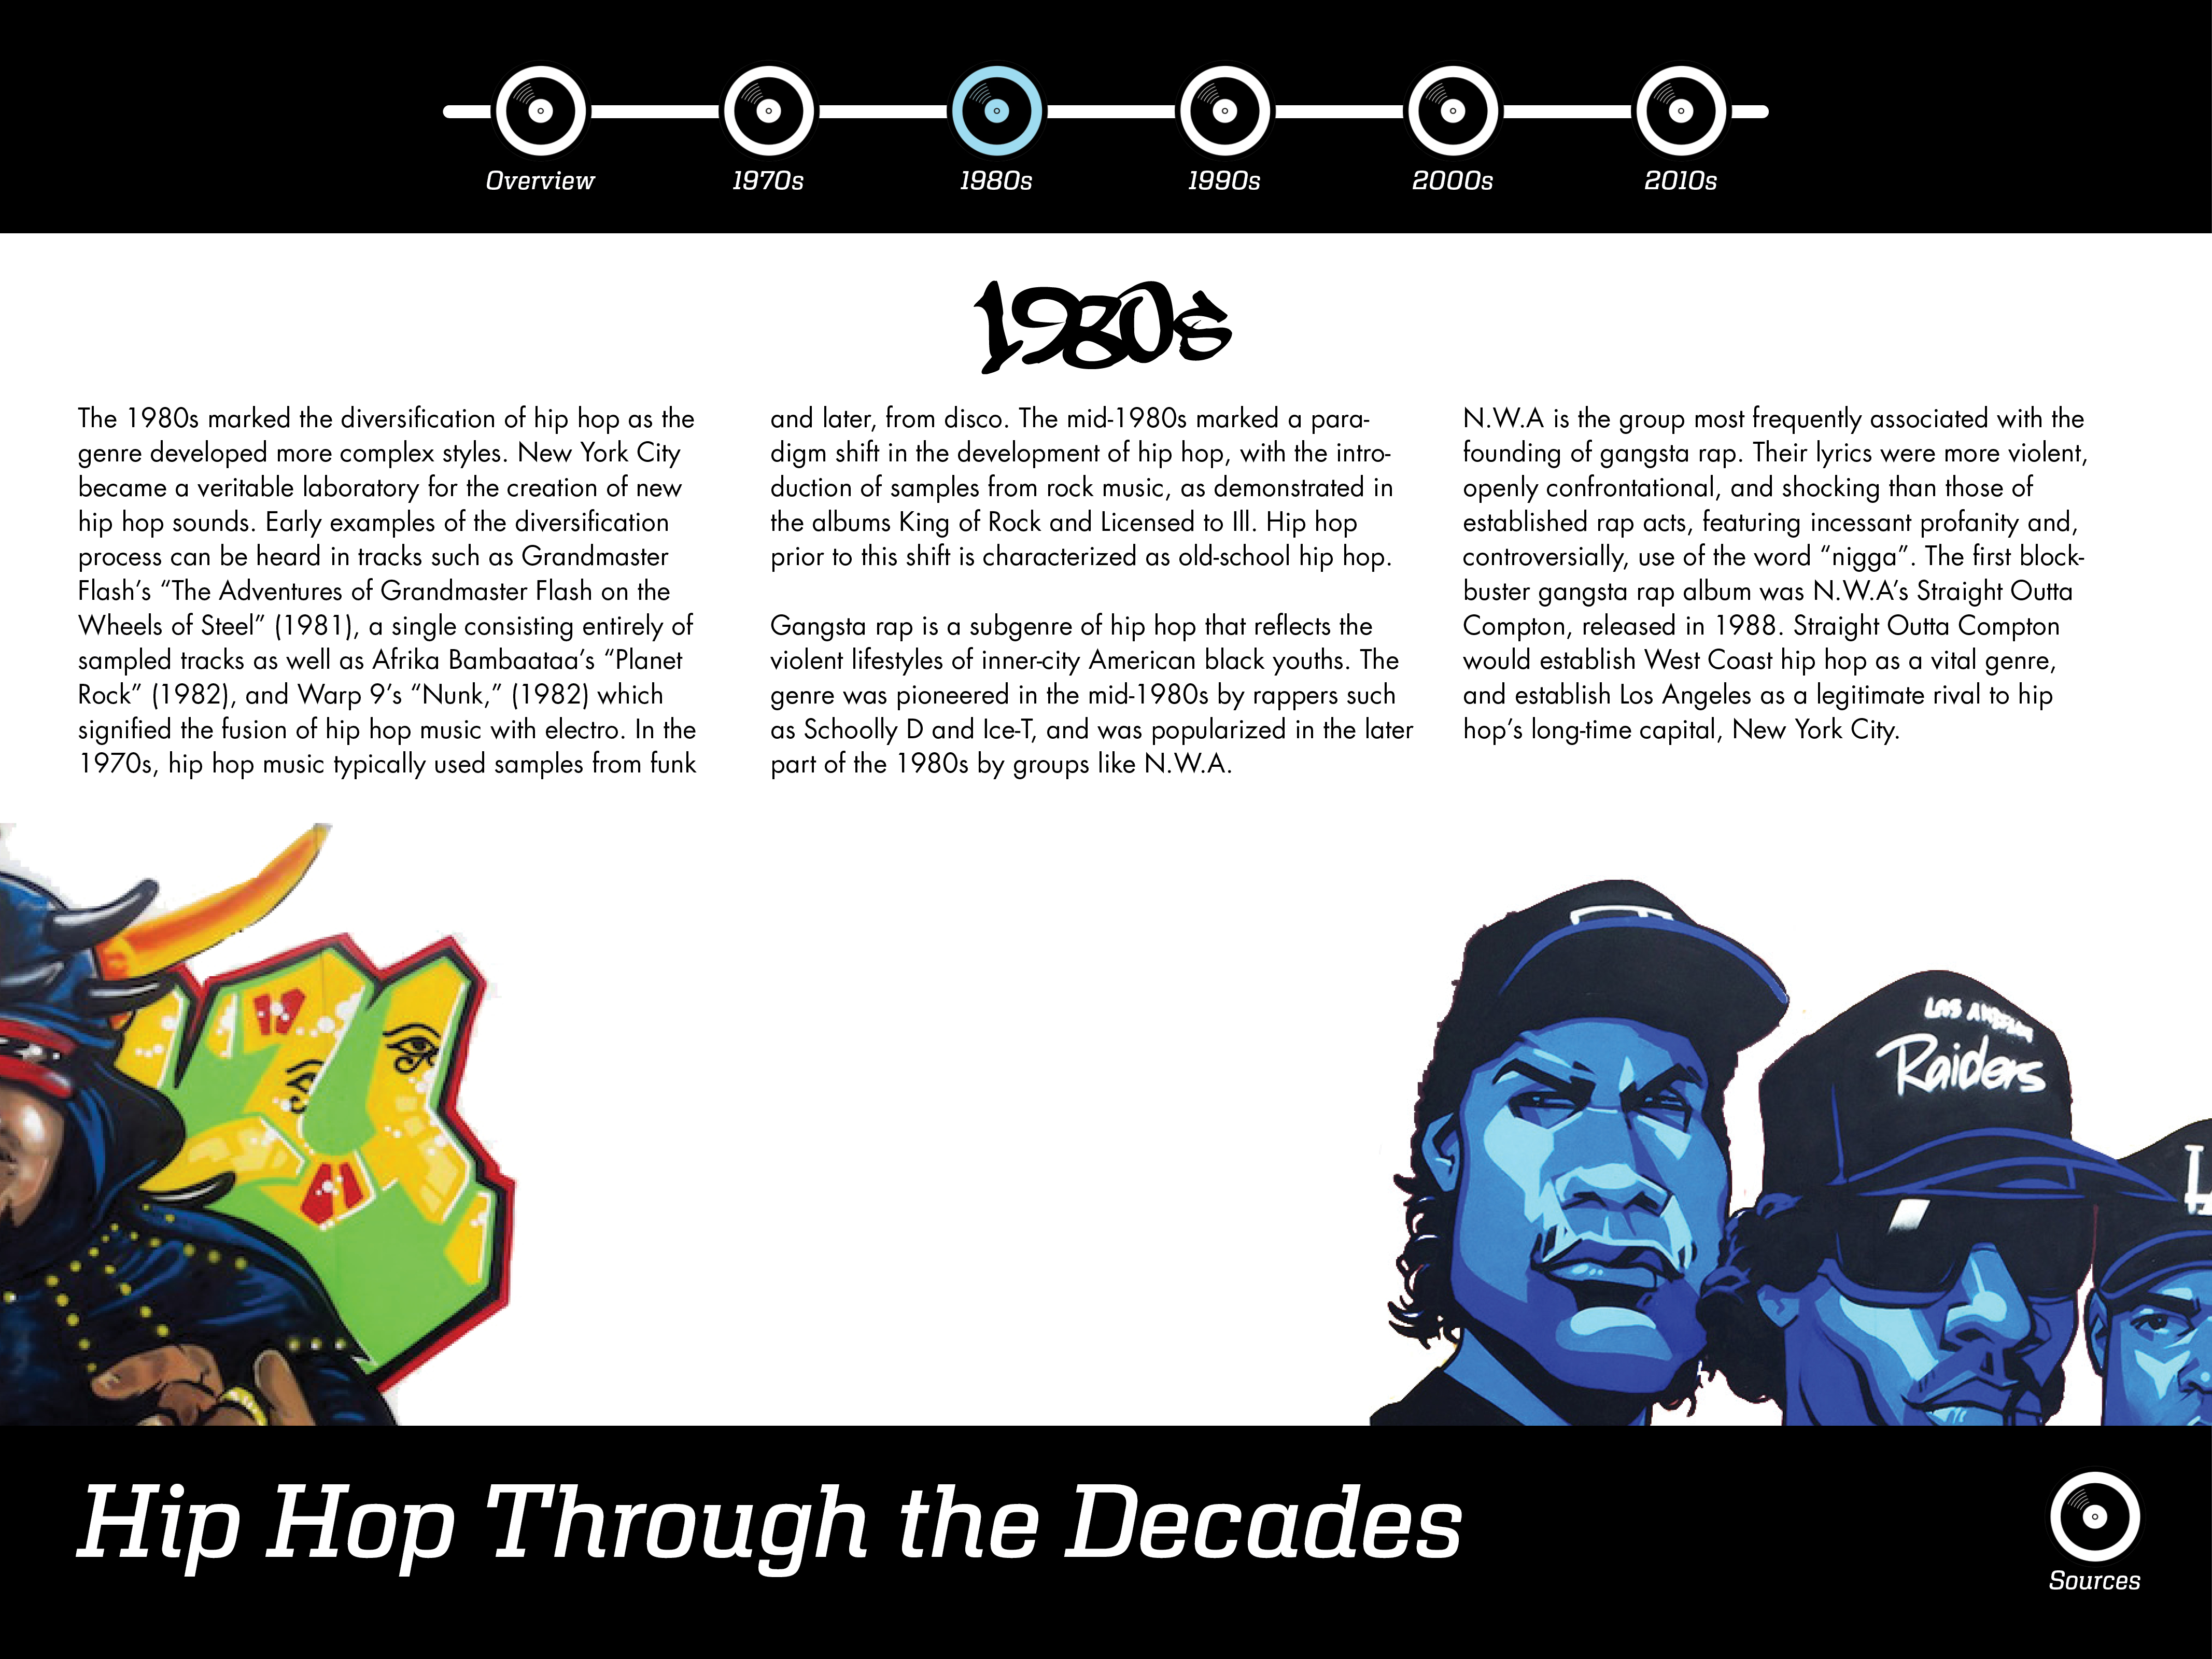 Overview
1970s
1980s
1990s
2000s
2010s
1980s
The 1980s marked the diversification of hip hop as the
genre developed more complex styles. New York City
became a veritable laboratory for the creation of new
hip hop sounds. Early examples of the diversification
process can be heard in tracks such as Grandmaster
Flash’s “The Adventures of Grandmaster Flash on the
Wheels of Steel” (1981), a single consisting entirely of
sampled tracks as well as Afrika Bambaataa’s “Planet
Rock” (1982), and Warp 9’s “Nunk,” (1982) which
signified the fusion of hip hop music with electro. In the
1970s, hip hop music typically used samples from funk
and later, from disco. The mid-1980s marked a para-
digm shift in the development of hip hop, with the intro-
duction of samples from rock music, as demonstrated in
the albums King of Rock and Licensed to Ill. Hip hop
prior to this shift is characterized as old-school hip hop.
Gangsta rap is a subgenre of hip hop that reflects the
violent lifestyles of inner-city American black youths. The
genre was pioneered in the mid-1980s by rappers such
as Schoolly D and Ice-T, and was popularized in the later
part of the 1980s by groups like N.W.A.
N.W.A is the group most frequently associated with the
founding of gangsta rap. Their lyrics were more violent,
openly confrontational, and shocking than those of
established rap acts, featuring incessant profanity and,
controversially, use of the word “nigga”. The first block-
buster gangsta rap album was N.W.A’s Straight Outta
Compton, released in 1988. Straight Outta Compton
would establish West Coast hip hop as a vital genre,
and establish Los Angeles as a legitimate rival to hip
hop’s long-time capital, New York City.
LOS ANGELES
Raiders
Hip Hop Through the Decades
Sources